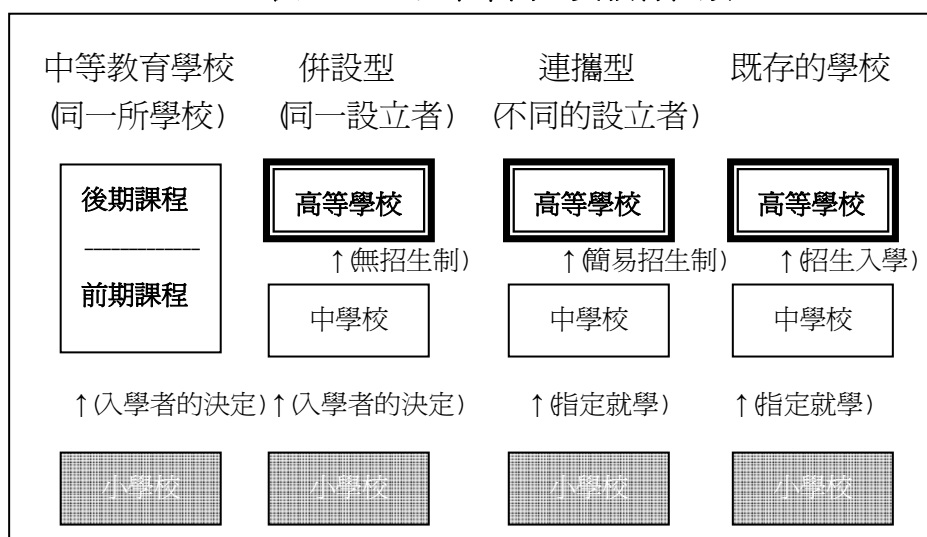 中等教育學校 併設型 連攜型 既存的學校
(同一所學校) (同一設立者) (不同的設立者)
後期課程 高等學校 高等學校 高等學校
↑(無招生制) ↑(簡易招生制) ↑(招生入學)
前期課程 中學校 中學校 中學校
↑(入學者的決定) ↑(入學者的決定) ↑(指定就學) ↑(指定就學)
小學校 小學校 小學校 小學校